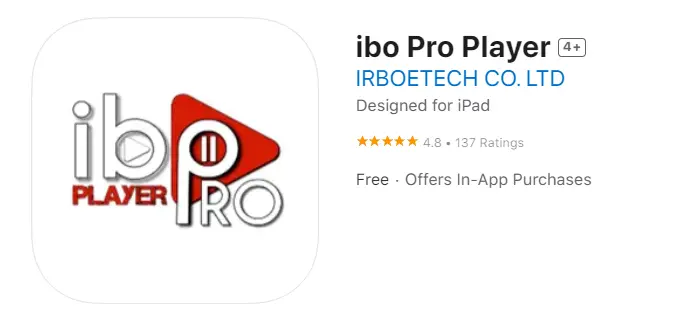 ibo
PLAYER PRO
ibo Pro Player 4+
IRBOETECH CO. LTD
Designed for iPad
★★★★★ 4.8 • 137 Ratings
Free · Offers In-App Purchases